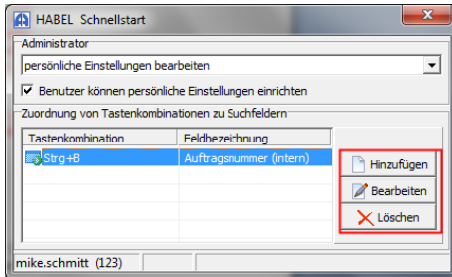 HABEL Schnellstart
Administrator
persönliche Einstellungen bearbeiten
Benutzer können persönliche Einstellungen einrichten
Zuordnung von Tastenkombinationen zu Suchfeldern
Tastenkombination Feldbezeichnung
Strg+B Auftragsnummer (intern)
Hinzufügen
Bearbeiten
Löschen
mike.schmitt (123)